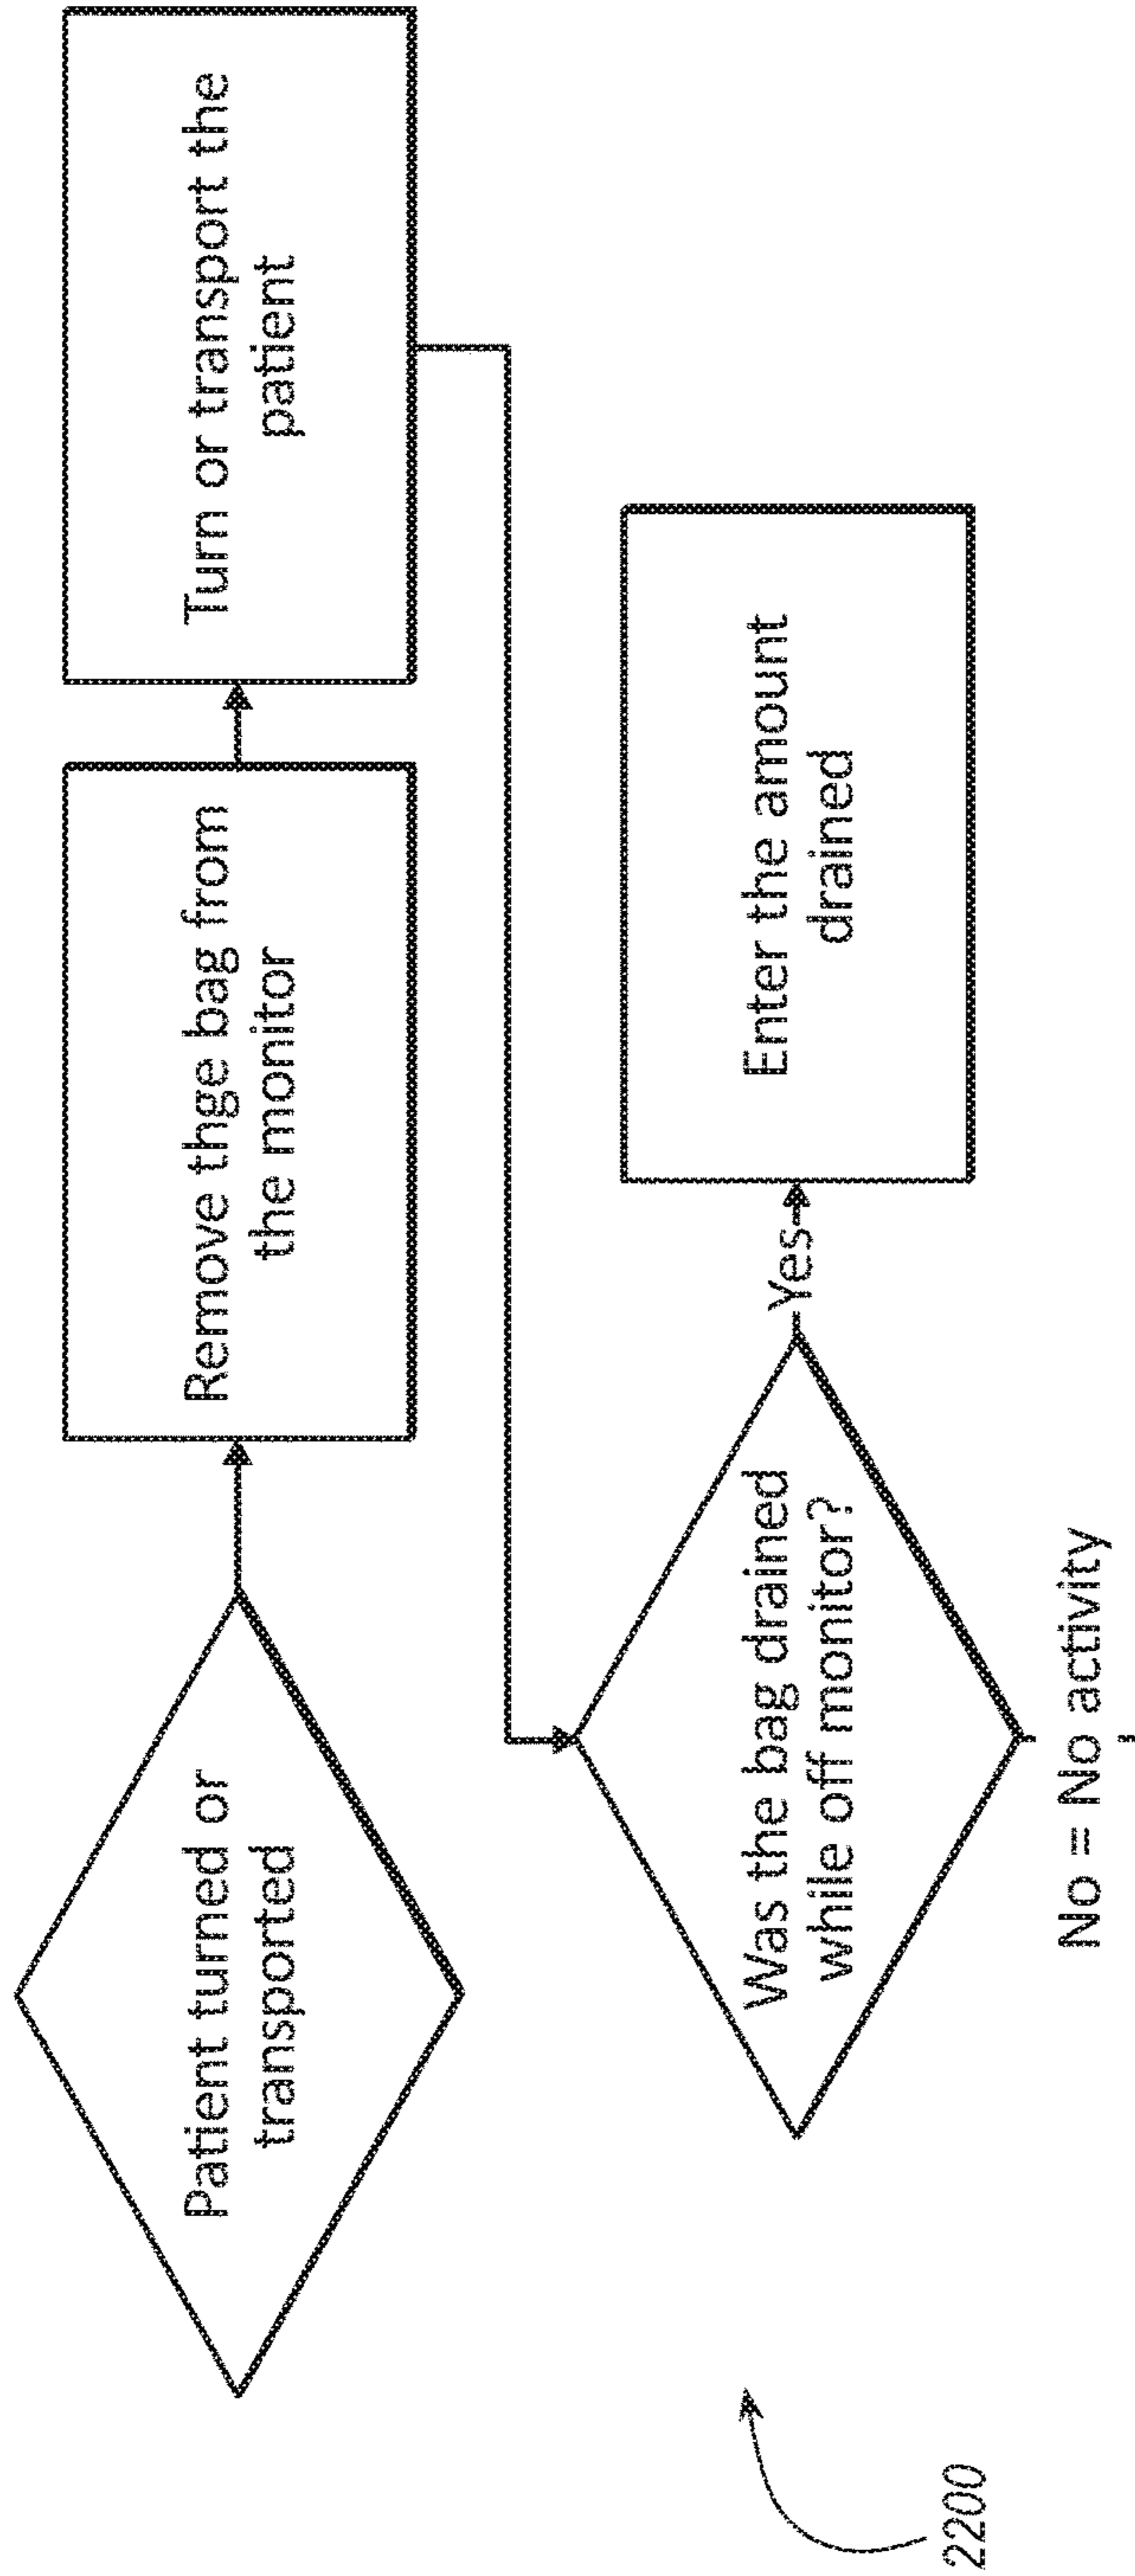 Patient turned or
transported
Remove thge bag from
the monitor
Turn or transport the
patient
Was the bag drained
while off monitor?
Yes
Enter the amount
drained
No = No activity
2200